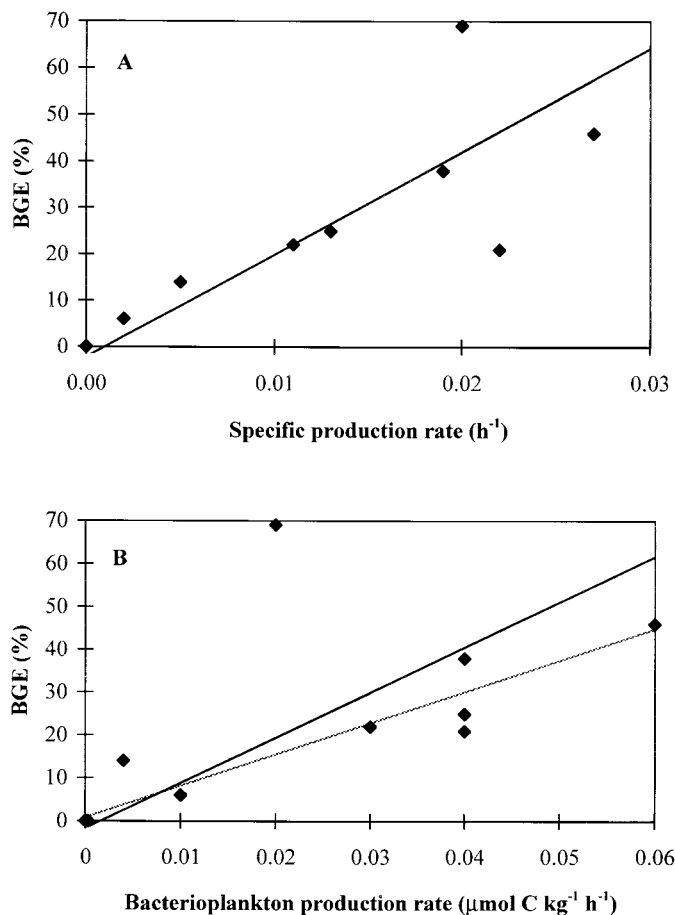 70
A
60
50
BGE (%)
40
30
20
10
0
0.00 0.01 0.02 0.03
Specific production rate (h⁻¹)
70
B
60
50
BGE (%)
40
30
20
10
0
0 0.01 0.02 0.03 0.04 0.05 0.06
Bacterioplankton production rate (μmol C kg⁻¹ h⁻¹)